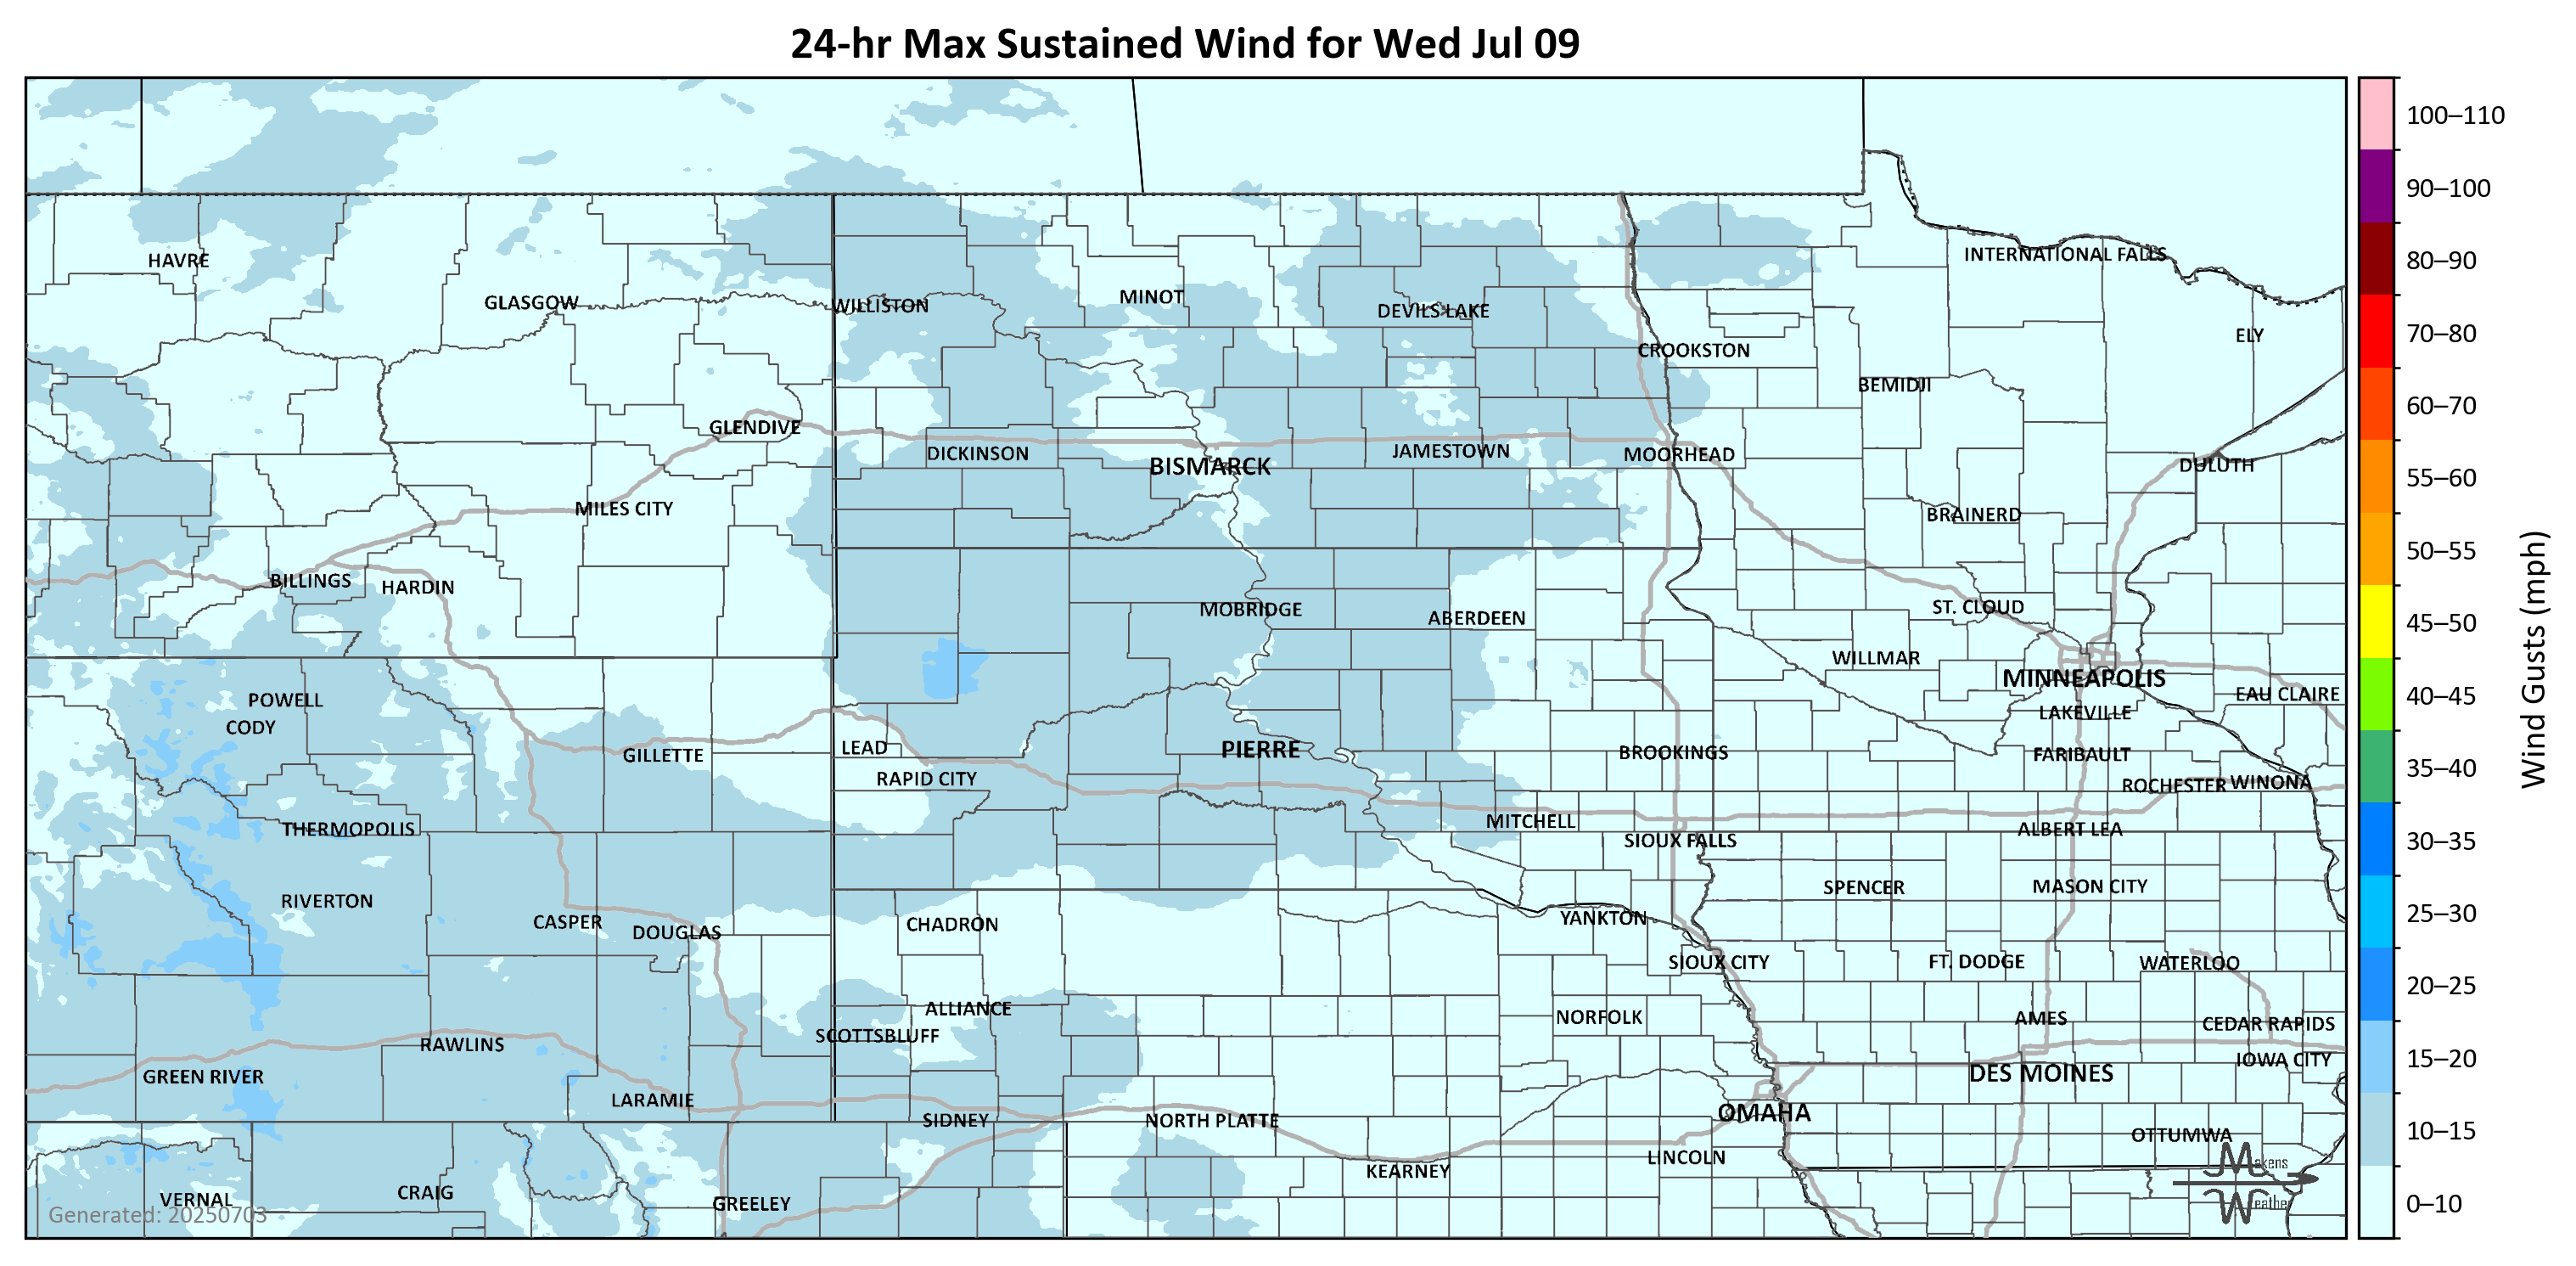 24-hr Max Sustained Wind for Wed Jul 09
100–110
90–100
80–90
70–80
60–70
55–60
50–55
45–50
40–45
35–40
30–35
25–30
20–25
15–20
10–15
0–10
Wind Gusts (mph)
HAVRE
INTERNATIONAL FALLS
GLASGOW
WILLISTON
MINOT
DEVILS LAKE
ELY
CROOKSTON
BEMIDJI
GLENDIVE
DICKINSON
BISMARCK
JAMESTOWN
MOORHEAD
DULUTH
MILES CITY
BRAINERD
BILLINGS
HARDIN
MOBRIDGE
ABERDEEN
ST. CLOUD
WILLMAR
MINNEAPOLIS
POWELL
EAU CLAIRE
CODY
LAKEVILLE
GILLETTE
LEAD
PIERRE
BROOKINGS
FARIBAULT
RAPID CITY
ROCHESTER
WINONA
THERMOPOLIS
MITCHELL
ALBERT LEA
SIOUX FALLS
RIVERTON
SPENCER
MASON CITY
CASPER
DOUGLAS
CHADRON
YANKTON
SIOUX CITY
FT. DODGE
WATERLOO
ALLIANCE
NORFOLK
AMES
CEDAR RAPIDS
SCOTTSBLUFF
RAWLINS
IOWA CITY
GREEN RIVER
DES MOINES
LARAMIE
SIDNEY
NORTH PLATTE
OMAHA
OTTUMWA
LINCOLN
KEARNEY
VERNAL
CRAIG
GREELEY
Generated: 20250703
Makens
Weather